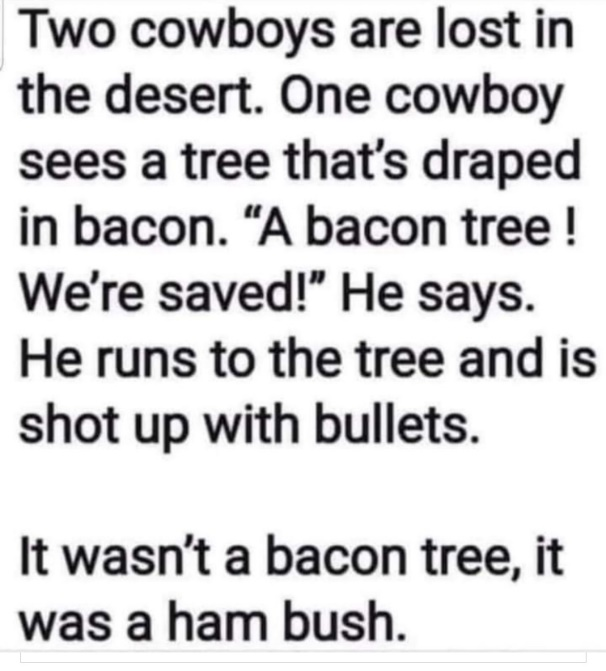 Two cowboys are lost in
the desert. One cowboy
sees a tree that's draped
in bacon. “A bacon tree !
We're saved!” He says.
He runs to the tree and is
shot up with bullets.
It wasn't a bacon tree, it
was a ham bush.